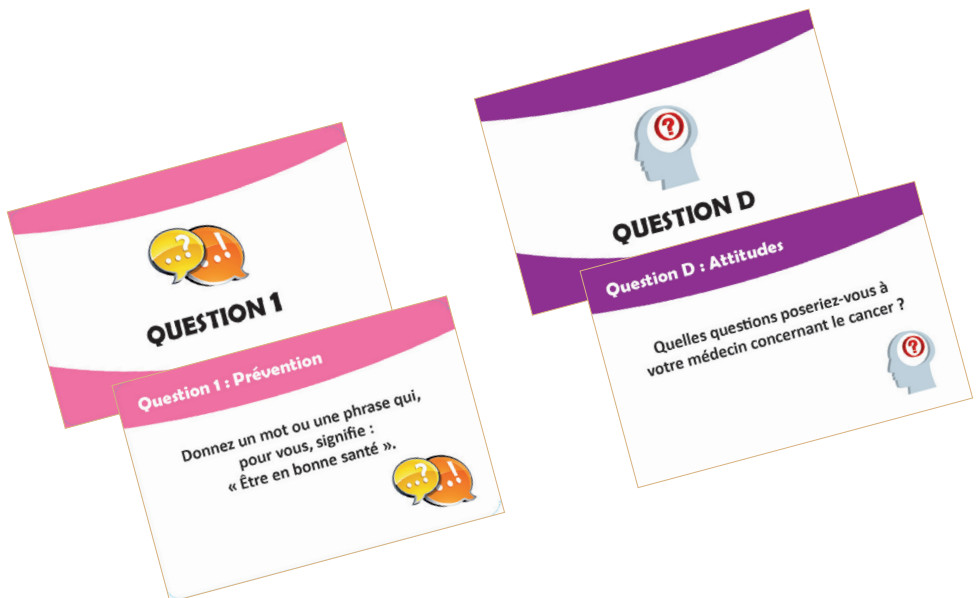 QUESTION 1
Question 1 : Prévention
Donnez un mot ou une phrase qui,
pour vous, signifie :
« Être en bonne santé ».
QUESTION D
Question D : Attitudes
Quelles questions poseriez-vous à
votre médecin concernant le cancer ?